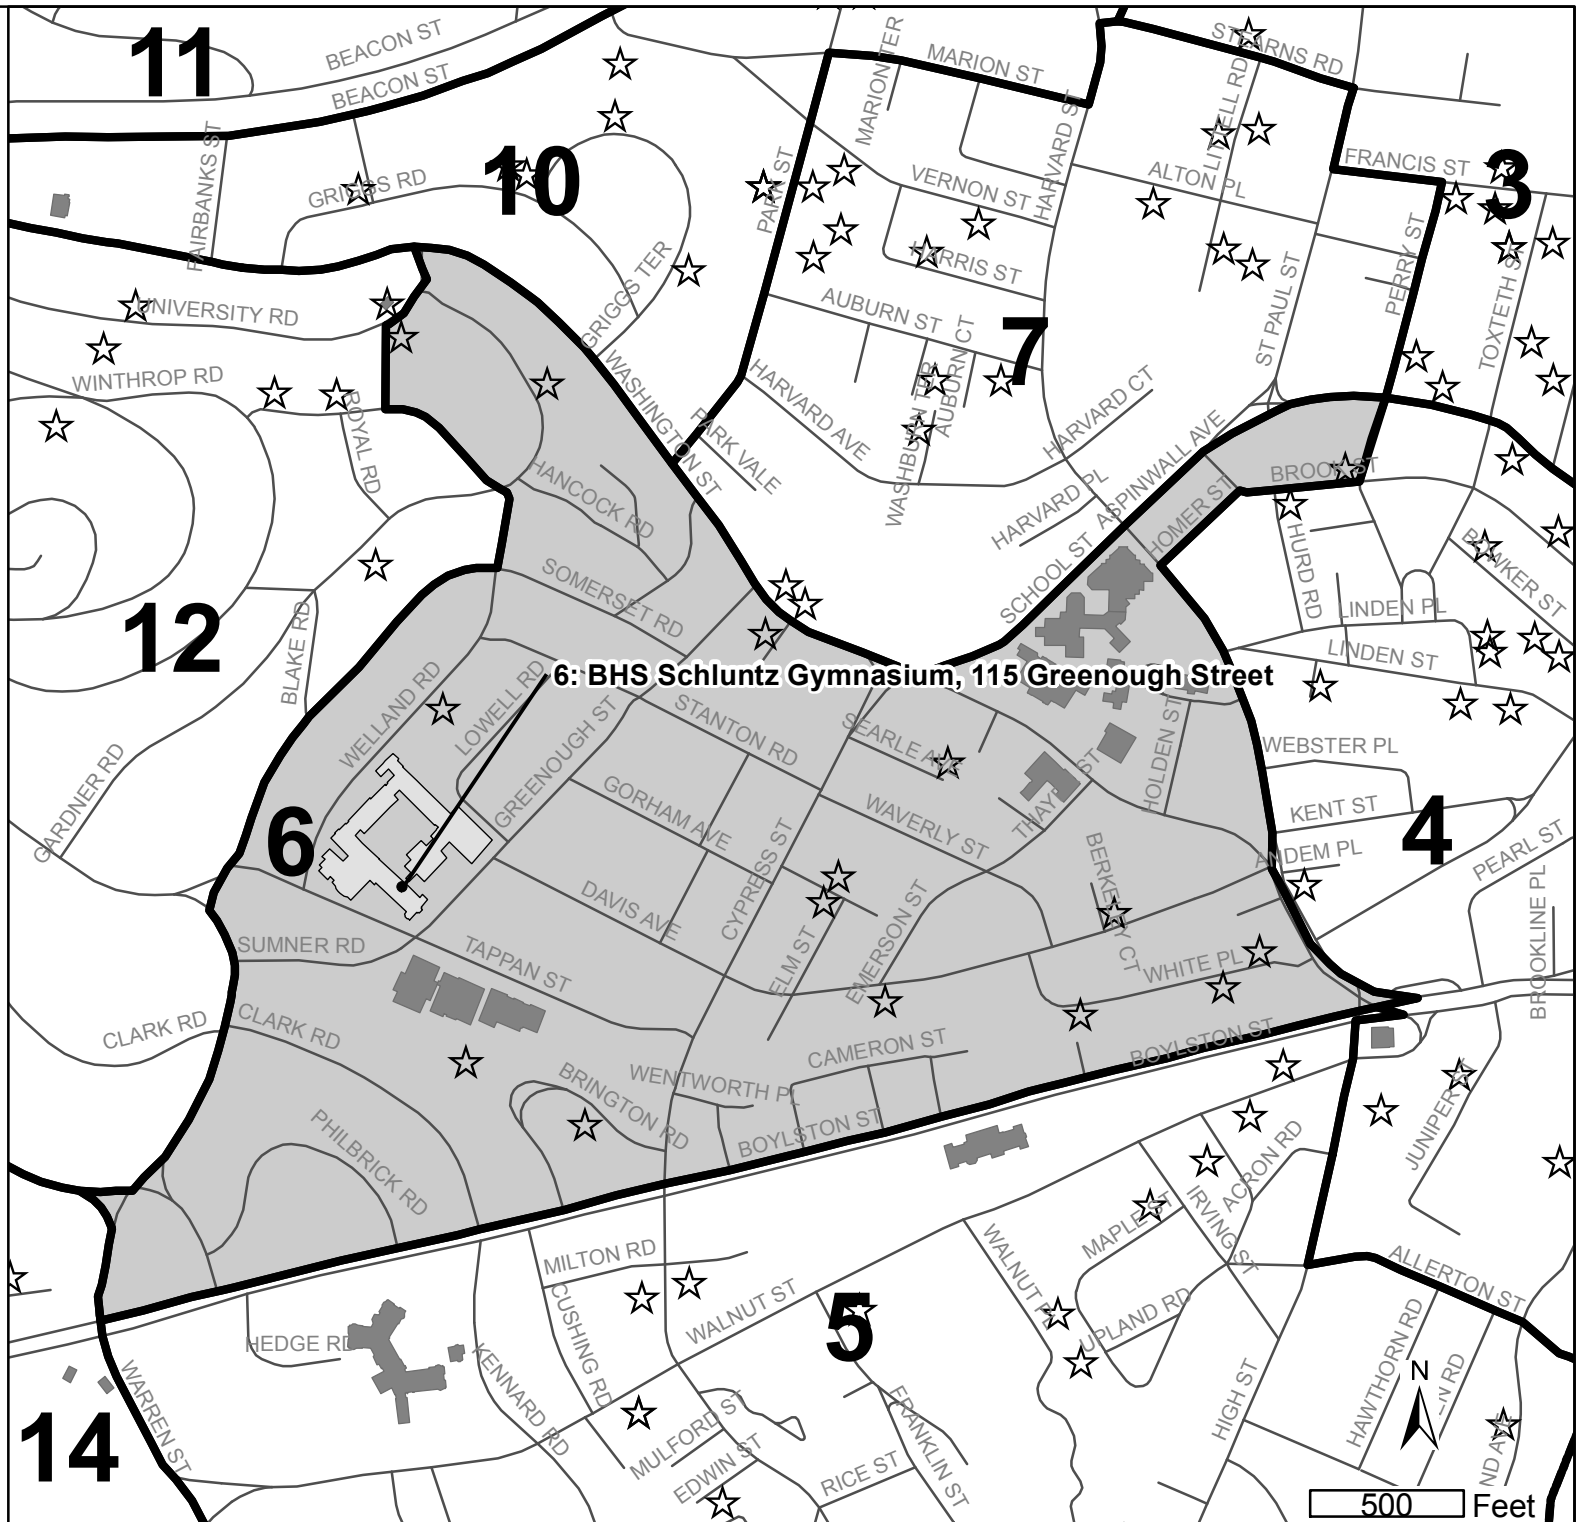 11
BEACON ST
BEACON ST
MARION TER
MARION ST
STEARNS RD
FAIRBANKS ST
10
GRIGGS RD
PARK ST
VERNON ST
HARVARD ST
LITTELL RD
ALTON PL
FRANCIS ST
3
HARRIS ST
PERRY ST
TOXTETH ST
UNIVERSITY RD
GRIGGS TER
AUBURN ST
AUBURN CT
7
ST PAUL ST
WINTHROP RD
ROYAL RD
WASHINGTON ST
PARK VALE
HARVARD AVE
WASHBURN TER
HARVARD CT
HARVARD PL
ASPINWALL AVE
BROOK ST
HANCOCK RD
SCHOOL ST
HOMER ST
HURD RD
BOWKER ST
12
BLAKE RD
SOMERSET RD
LINDEN PL
LINDEN ST
6: BHS Schluntz Gymnasium, 115 Greenough Street
WELLAND RD
LOWELL RD
GREENOUGH ST
STANTON RD
SEARLE AVE
HOLDEN ST
WEBSTER PL
GARDNER RD
6
GORHAM AVE
CYPRESS ST
WAVERLY ST
THAYER ST
KENT ST
4
ANDEM PL
PEARL ST
DAVIS AVE
BERKELEY CT
BROOKLINE PL
SUMNER RD
TAPPAN ST
ELM ST
EMERSON ST
WHITE PL
CLARK RD
CLARK RD
CAMERON ST
BOYLSTON ST
BRINGTON RD
WENTWORTH PL
BOYLSTON ST
PHILBRICK RD
JUNIPER ST
ACRON RD
IRVING ST
MAPLE ST
MILTON RD
CUSHING RD
WALNUT ST
WALNUT PL
UPLAND RD
ALLERTON ST
5
HEDGE RD
KENNARD RD
WARREN ST
HIGH ST
HAWTHORN RD
N
14
MULFORD ST
EDWIN ST
FRANKLIN ST
RICE ST
500 Feet